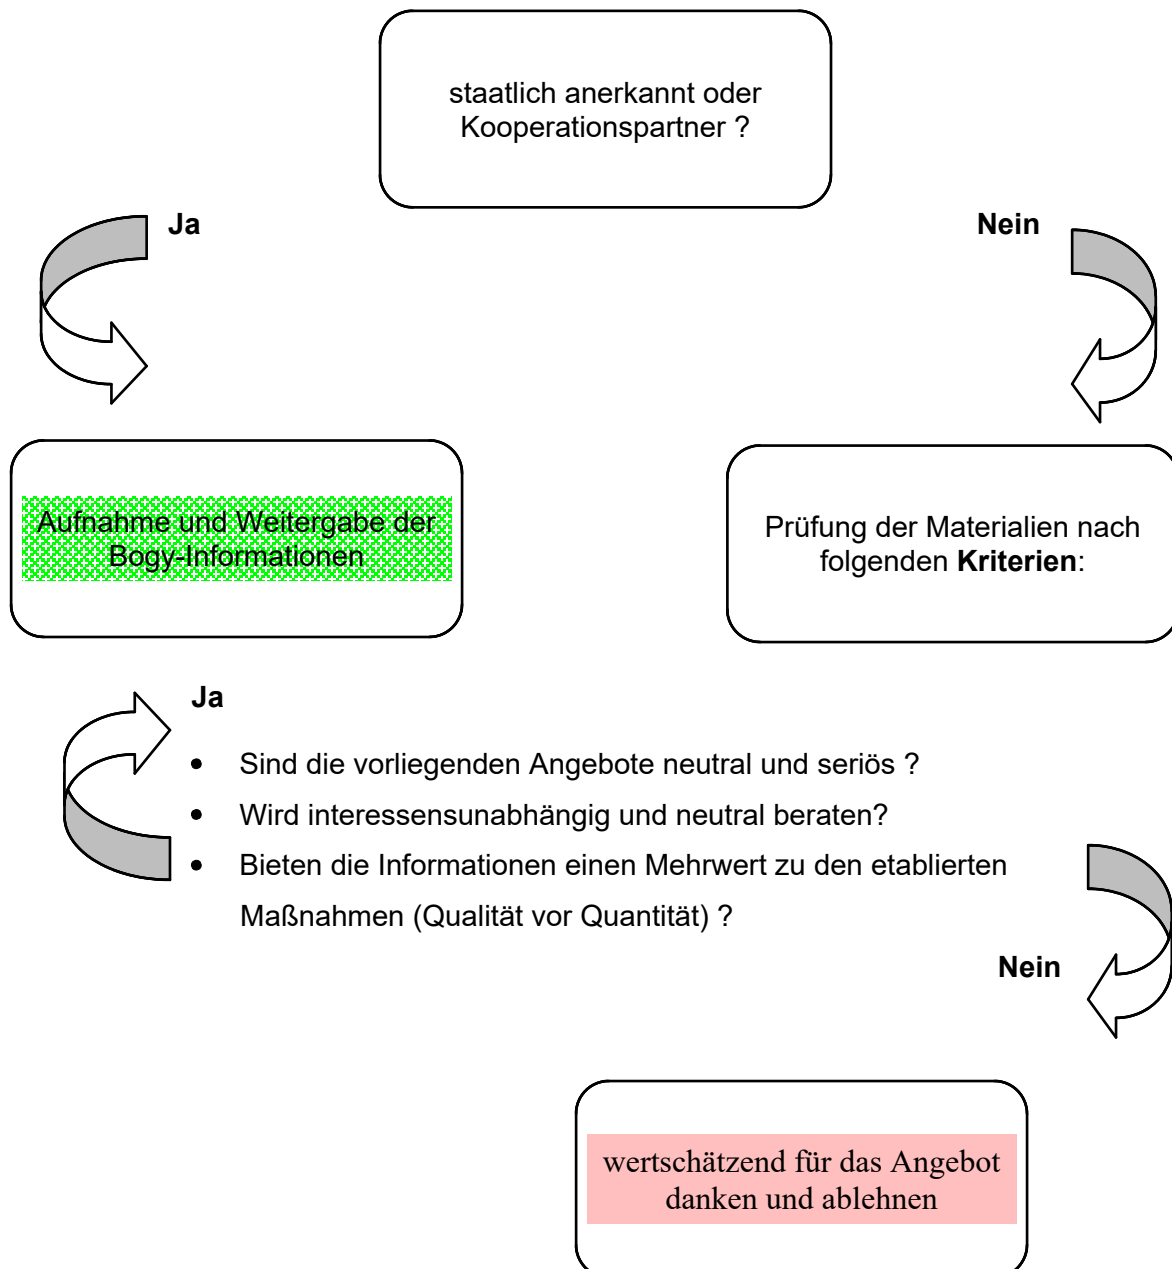 staatlich anerkannt oder
Kooperationspartner ?
Ja
Nein
Aufnahme und Weitergabe der
Bogy-Informationen
Prüfung der Materialien nach
folgenden Kriterien:
Ja
• Sind die vorliegenden Angebote neutral und seriös ?
• Wird interessensunabhängig und neutral beraten?
• Bieten die Informationen einen Mehrwert zu den etablierten
Maßnahmen (Qualität vor Quantität) ?
Nein
wertschätzend für das Angebot
danken und ablehnen